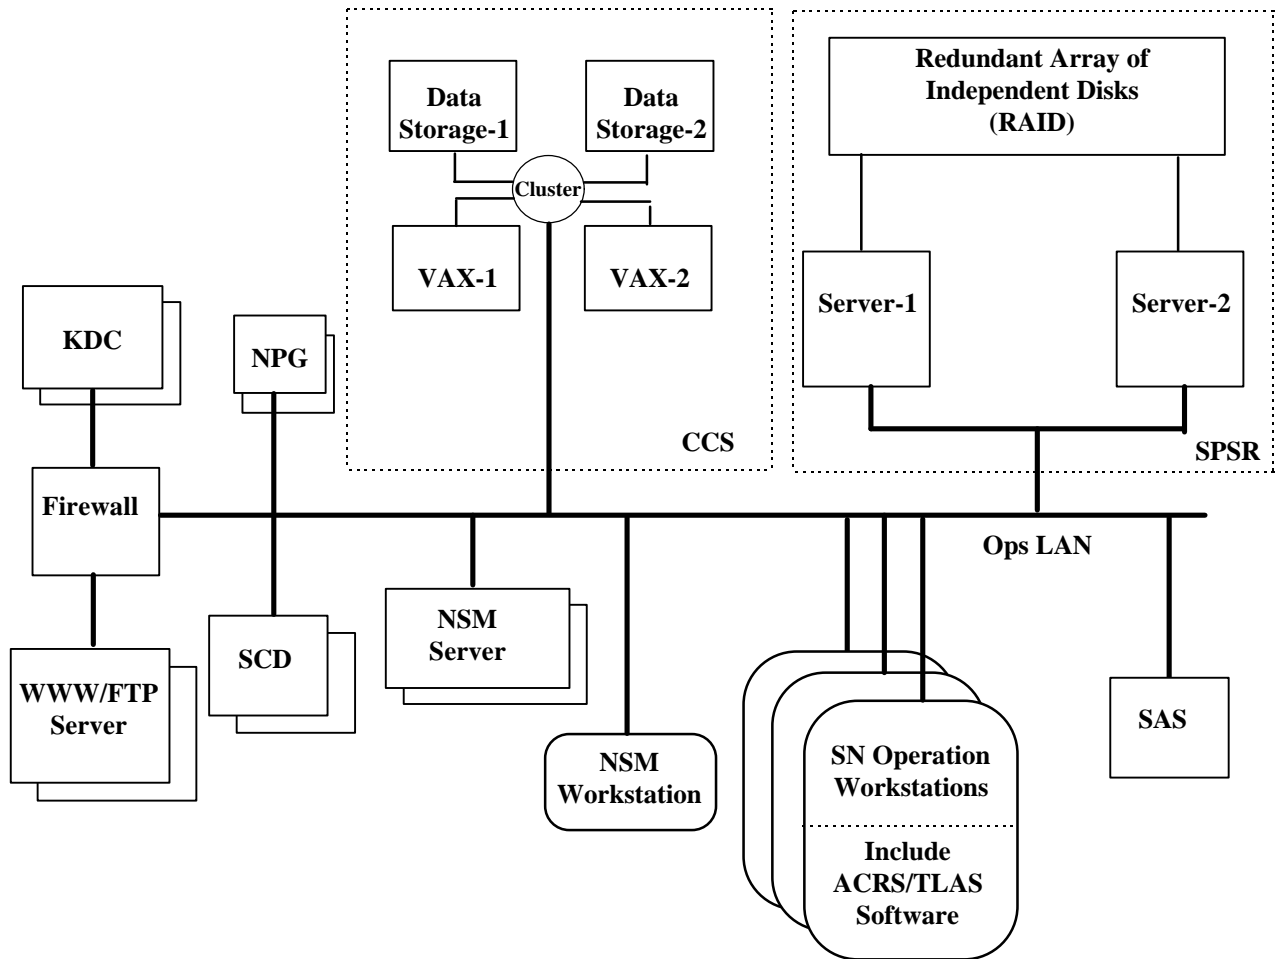 Data
Storage-1
Data
Storage-2
Cluster
VAX-1
VAX-2
CCS
Redundant Array of
Independent Disks
(RAID)
Server-1
Server-2
SPSR
KDC
NPG
Firewall
Ops LAN
WWW/FTP
Server
SCD
NSM
Server
NSM
Workstation
SN Operation
Workstations
Include
ACRS/TLAS
Software
SAS